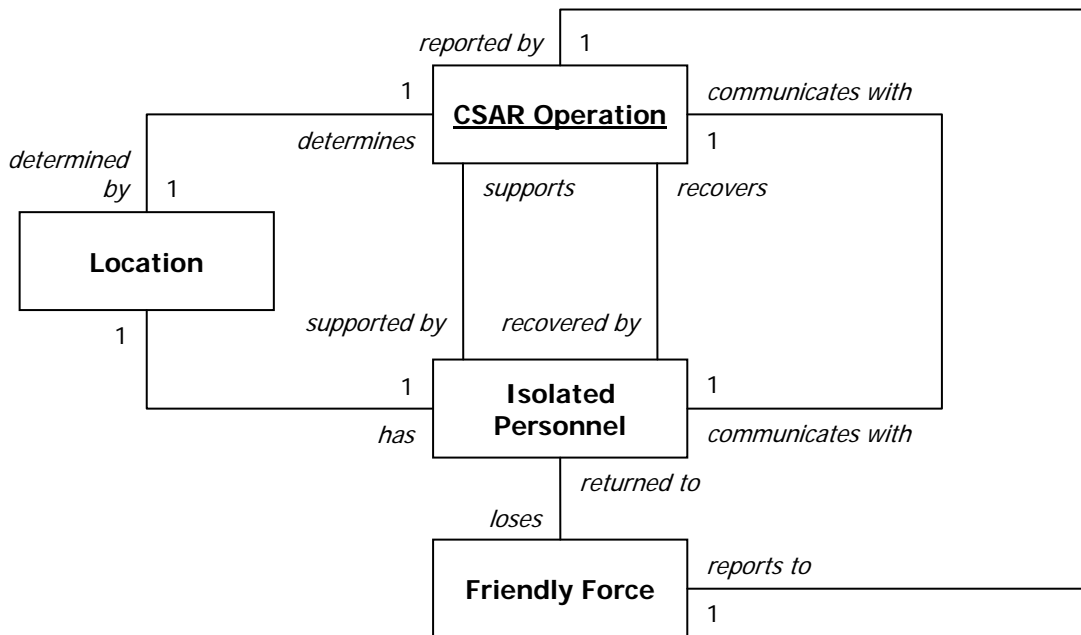 reported by 1
1
CSAR Operation
communicates with
determines
1
determined
by
1
supports
recovers
Location
1
supported by
recovered by
1
Isolated
Personnel
1
has
communicates with
returned to
loses
Friendly Force
reports to
1